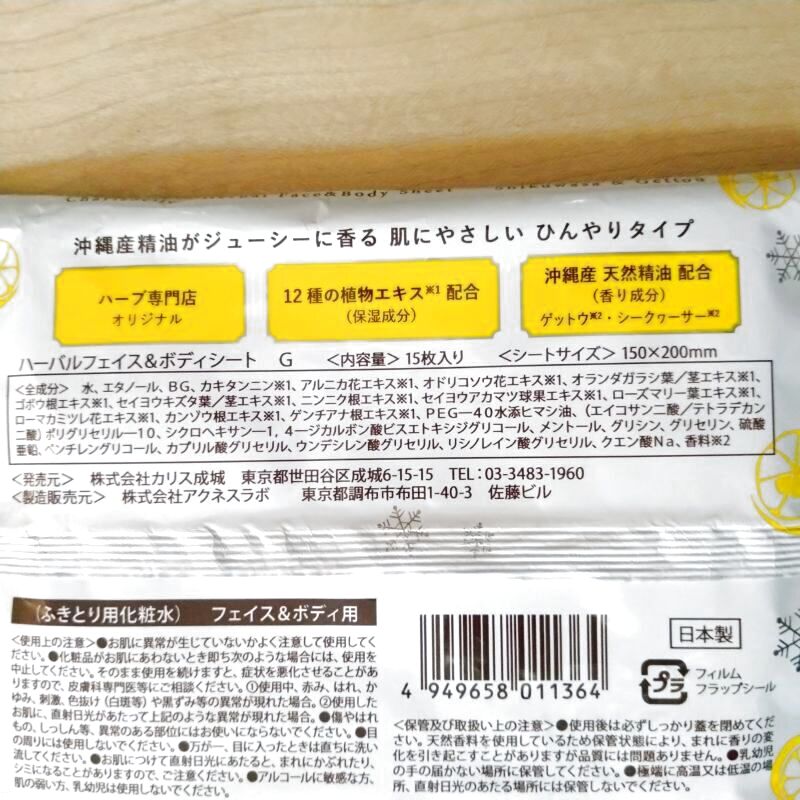 Face & Body Sheet Shikuwasa & Gettou
沖縄産精油がジューシーに香る 肌にやさしい ひんやりタイプ
ハーブ専門店
オリジナル
12種の植物エキス※1 配合
(保湿成分)
沖縄産 天然精油 配合
(香り成分)
ゲットウ※2・シークヮーサー※2
ハーバルフェイス&ボディシート G <内容量>15枚入り <シートサイズ>150×200mm
<全成分> 水、エタノール、BG、カキタンニン※1、アルニカ花エキス※1、オドリコソウ花エキス※1、オランダガラシ葉/茎エキス※1、
ゴボウ根エキス※1、セイヨウキズタ葉/茎エキス※1、ニンニク根エキス※1、セイヨウアカマツ球果エキス※1、ローズマリー葉エキス※1、
ローマカミツレ花エキス※1、カンゾウ根エキス※1、ゲンチアナ根エキス※1、PEG―40水添ヒマシ油、(エイコサン二酸/テトラデカン
二酸)ポリグリセリル―10、シクロヘキサン―1, 4―ジカルボン酸ビスエトキシジグリコール、メントール、グリシン、グリセリン、硫酸
亜鉛、ペンチレングリコール、カプリル酸グリセリル、ウンデシレン酸グリセリル、リシノレイン酸グリセリル、クエン酸Na、香料※2
<発売元> 株式会社カリス成城 東京都世田谷区成城6-15-15 TEL:03-3483-1960
<製造販売元> 株式会社アクネスラボ 東京都調布市布田1-40-3 佐藤ビル
(ふきとり用化粧水) フェイス&ボディ用
<使用上の注意>●お肌に異常が生じていないかよく注意して使用してく
ださい。●化粧品がお肌にあわないとき即ち次のような場合には、使用を
中止してください。そのまま使用を続けますと、症状を悪化させることがあ
りますので、皮膚科専門医等にご相談ください。①使用中、赤み、はれ、か
ゆみ、刺激、色抜け(白斑等)や黒ずみ等の異常が現れた場合。②使用した
お肌に、直射日光があたって上記のような異常が現れた場合。●傷やはれ
もの、しっしん等、異常のある部位にはお使いにならないでください。●目
の周りには使用しないでください。●万が一、目に入ったときは直ちに洗い
流してください。●お肌につけて直射日光にあたると、まれにかぶれたり、
シミになることがありますので、ご注意ください。●アルコールに敏感な方、
肌の弱い方、乳幼児は使用しないでください。
4 949658 011364
日本製
プラ
フィルム
フラップシール
<保管及び取扱い上の注意>●使用後は必ずしっかり蓋を閉めてくだ
さい。天然香料を使用しているため保管状態により、まれに香りの変
化を引き起こすことがありますが品質には問題ありません。●乳幼児
の手の届かない場所に保管してください。●極端に高温又は低温の場
所、直射日光のあたる場所には保管しないでください。